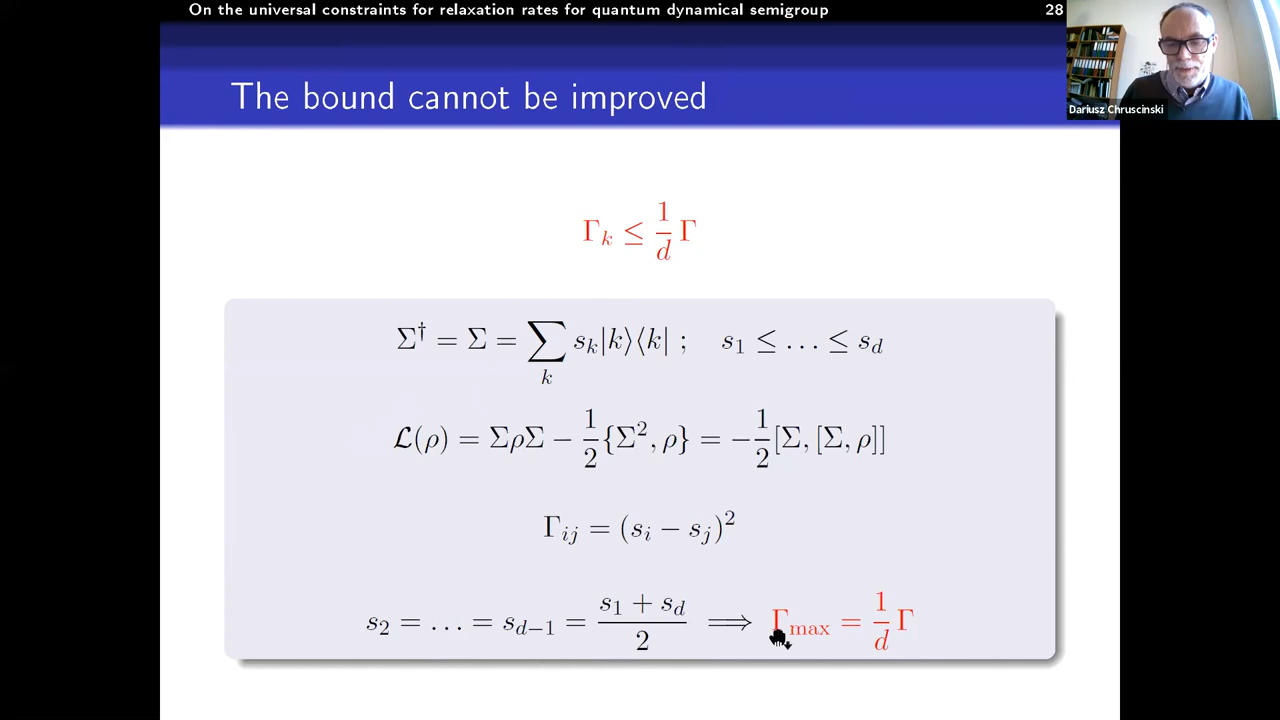 On the universal constraints for relaxation rates for quantum dynamical semigroup 28
Dariusz Chruscinski
The bound cannot be improved
Γ_k ≤ 1/d Γ
Σ† = Σ = ∑_k s_k|k⟩⟨k| ; s_1 ≤ … ≤ s_d
𝓛(ρ) = ΣρΣ − 1/2 {Σ², ρ} = −1/2 [Σ, [Σ, ρ]]
Γ_ij = (s_i − s_j)²
s_2 = … = s_{d−1} = (s_1 + s_d)/2 ⟹ Γ_max = 1/d Γ